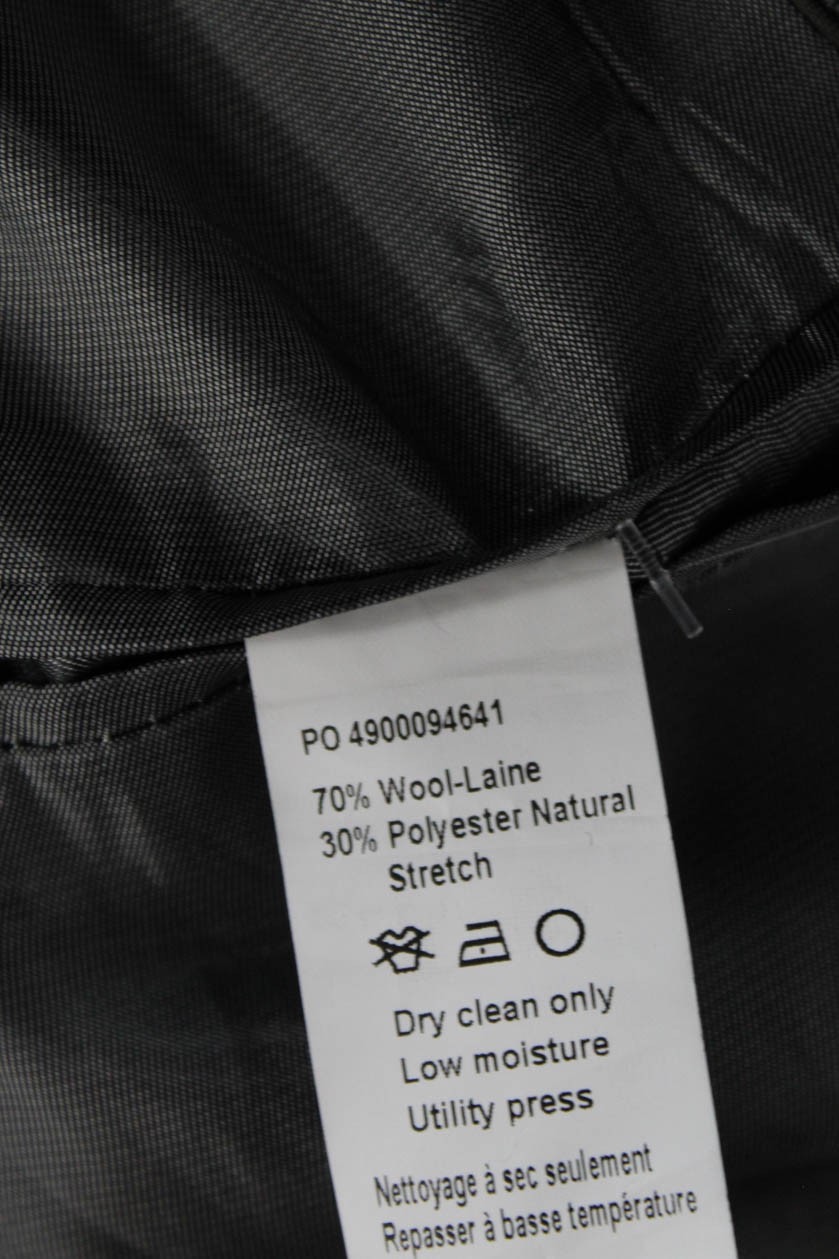 PO 4900094641
70% Wool-Laine
30% Polyester Natural
Stretch
Dry clean only
Low moisture
Utility press
Nettoyage à sec seulement
Repasser à basse température